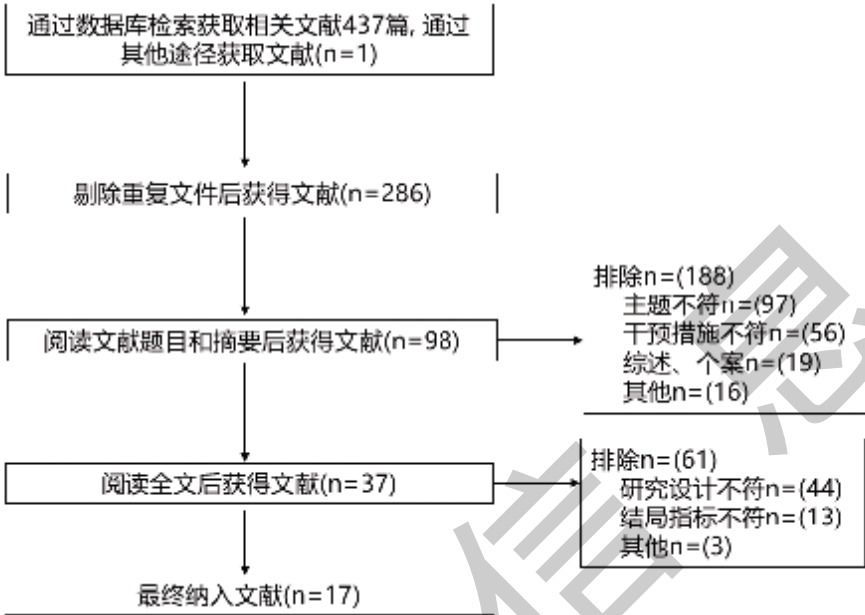 通过数据库检索获取相关文献437篇, 通过
其他途径获取文献(n=1)
剔除重复文件后获得文献(n=286)
阅读文献题目和摘要后获得文献(n=98)
排除n=(188)
主题不符n=(97)
干预措施不符n=(56)
综述、个案n=(19)
其他n=(16)
阅读全文后获得文献(n=37)
排除n=(61)
研究设计不符n=(44)
结局指标不符n=(13)
其他n=(3)
最终纳入文献(n=17)
信息